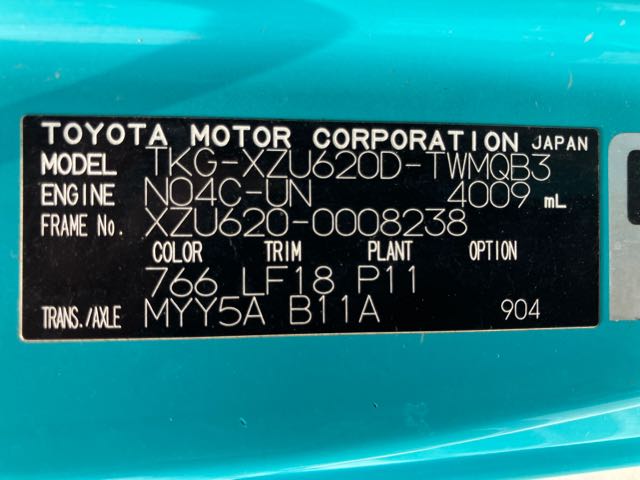 TOYOTA MOTOR CORPORATION JAPAN
MODEL TKG-XZU620D-TWMQB3
ENGINE N04C-UN 4009 mL
FRAME No. XZU620-0008238
COLOR TRIM PLANT OPTION
766 LF18 P11
TRANS./AXLE MYY5A B11A 904